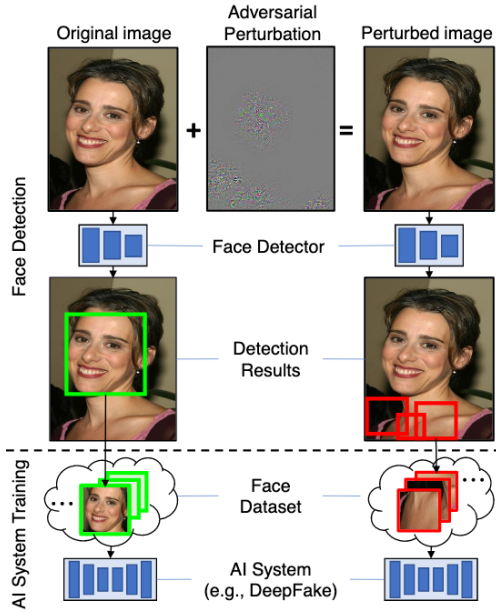 Original image
Adversarial
Perturbation
Perturbed image
+
=
Face Detection
Face Detector
Detection
Results
AI System Training
...
Face
Dataset
....
AI System
(e.g., DeepFake)